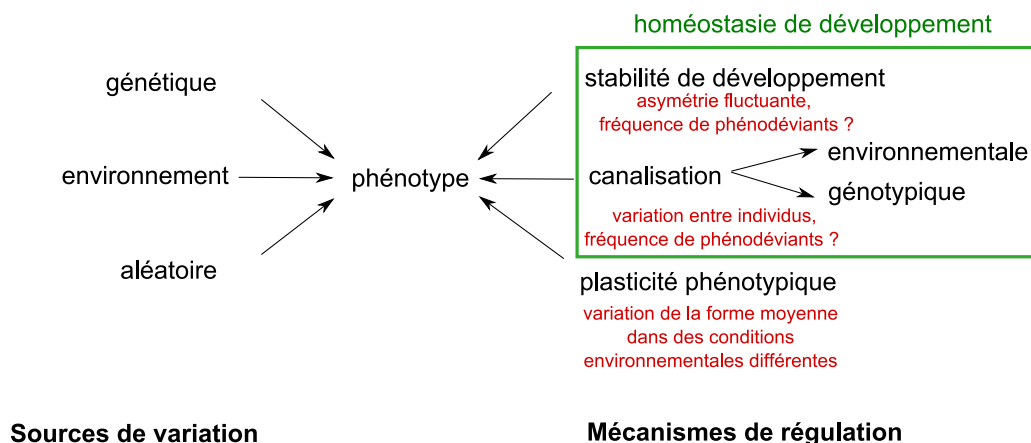 homéostasie de développement
génétique
environnement
aléatoire
phénotype
stabilité de développement
asymétrie fluctuante,
fréquence de phénodéviants ?
canalisation
environnementale
génotypique
variation entre individus,
fréquence de phénodéviants ?
plasticité phénotypique
variation de la forme moyenne
dans des conditions
environnementales différentes
Sources de variation
Mécanismes de régulation